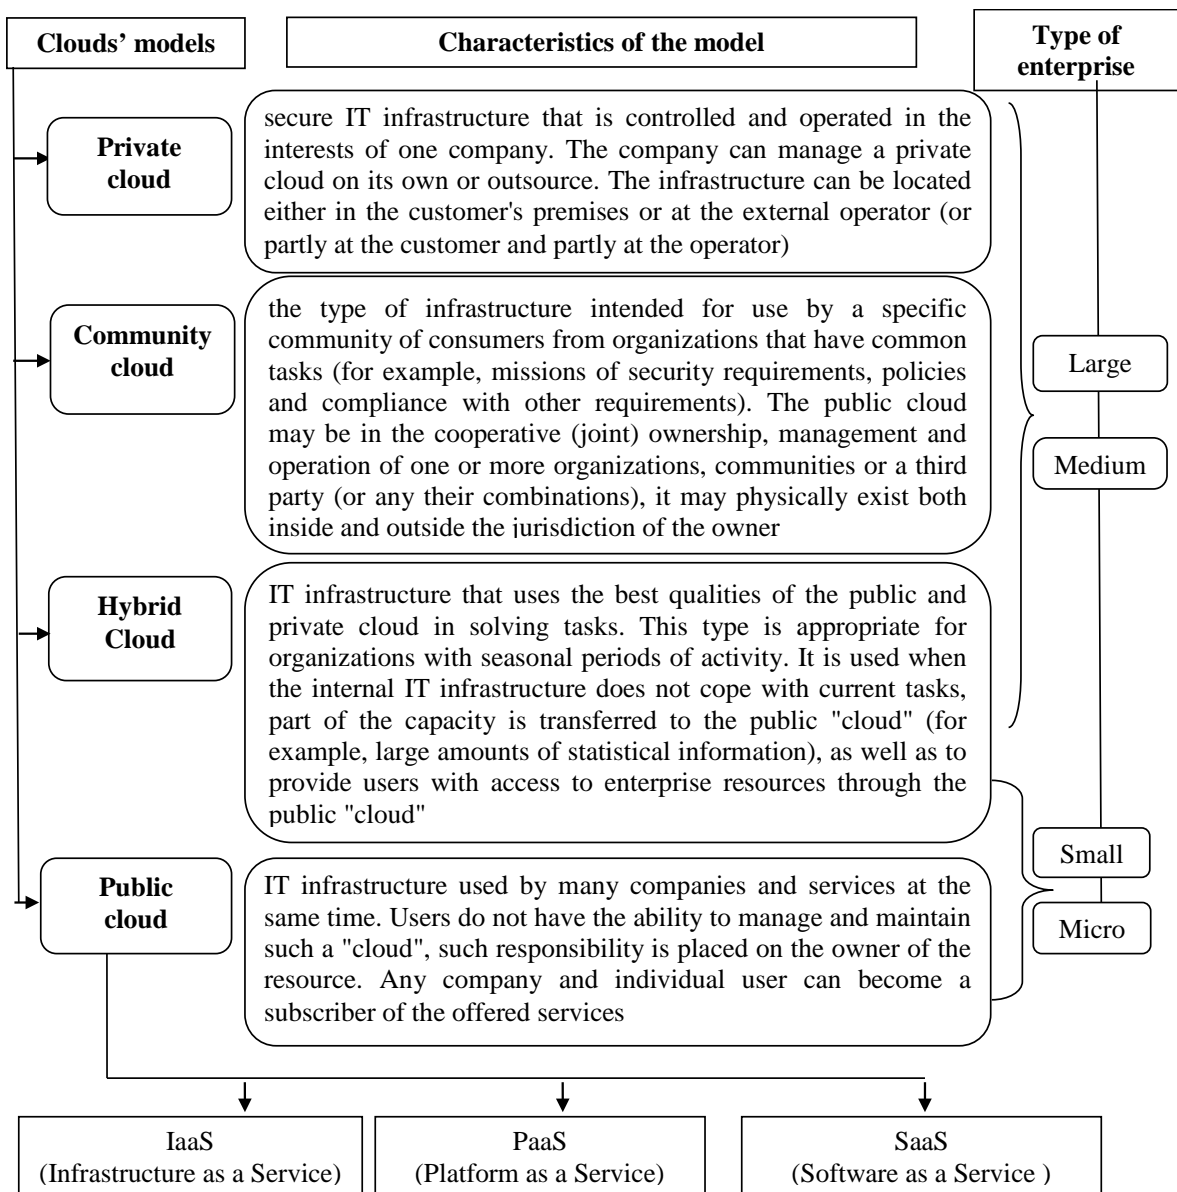 Clouds' models
Characteristics of the model
Type of
enterprise
Private
cloud
secure IT infrastructure that is controlled and operated in the
interests of one company. The company can manage a private
cloud on its own or outsource. The infrastructure can be located
either in the customer's premises or at the external operator (or
partly at the customer and partly at the operator)
Community
cloud
the type of infrastructure intended for use by a specific
community of consumers from organizations that have common
tasks (for example, missions of security requirements, policies
and compliance with other requirements). The public cloud
may be in the cooperative (joint) ownership, management and
operation of one or more organizations, communities or a third
party (or any their combinations), it may physically exist both
inside and outside the jurisdiction of the owner
Large
Medium
Hybrid
Cloud
IT infrastructure that uses the best qualities of the public and
private cloud in solving tasks. This type is appropriate for
organizations with seasonal periods of activity. It is used when
the internal IT infrastructure does not cope with current tasks,
part of the capacity is transferred to the public "cloud" (for
example, large amounts of statistical information), as well as to
provide users with access to enterprise resources through the
public "cloud"
Small
Micro
Public
cloud
IT infrastructure used by many companies and services at the
same time. Users do not have the ability to manage and maintain
such a "cloud", such responsibility is placed on the owner of the
resource. Any company and individual user can become a
subscriber of the offered services
IaaS
(Infrastructure as a Service)
PaaS
(Platform as a Service)
SaaS
(Software as a Service )